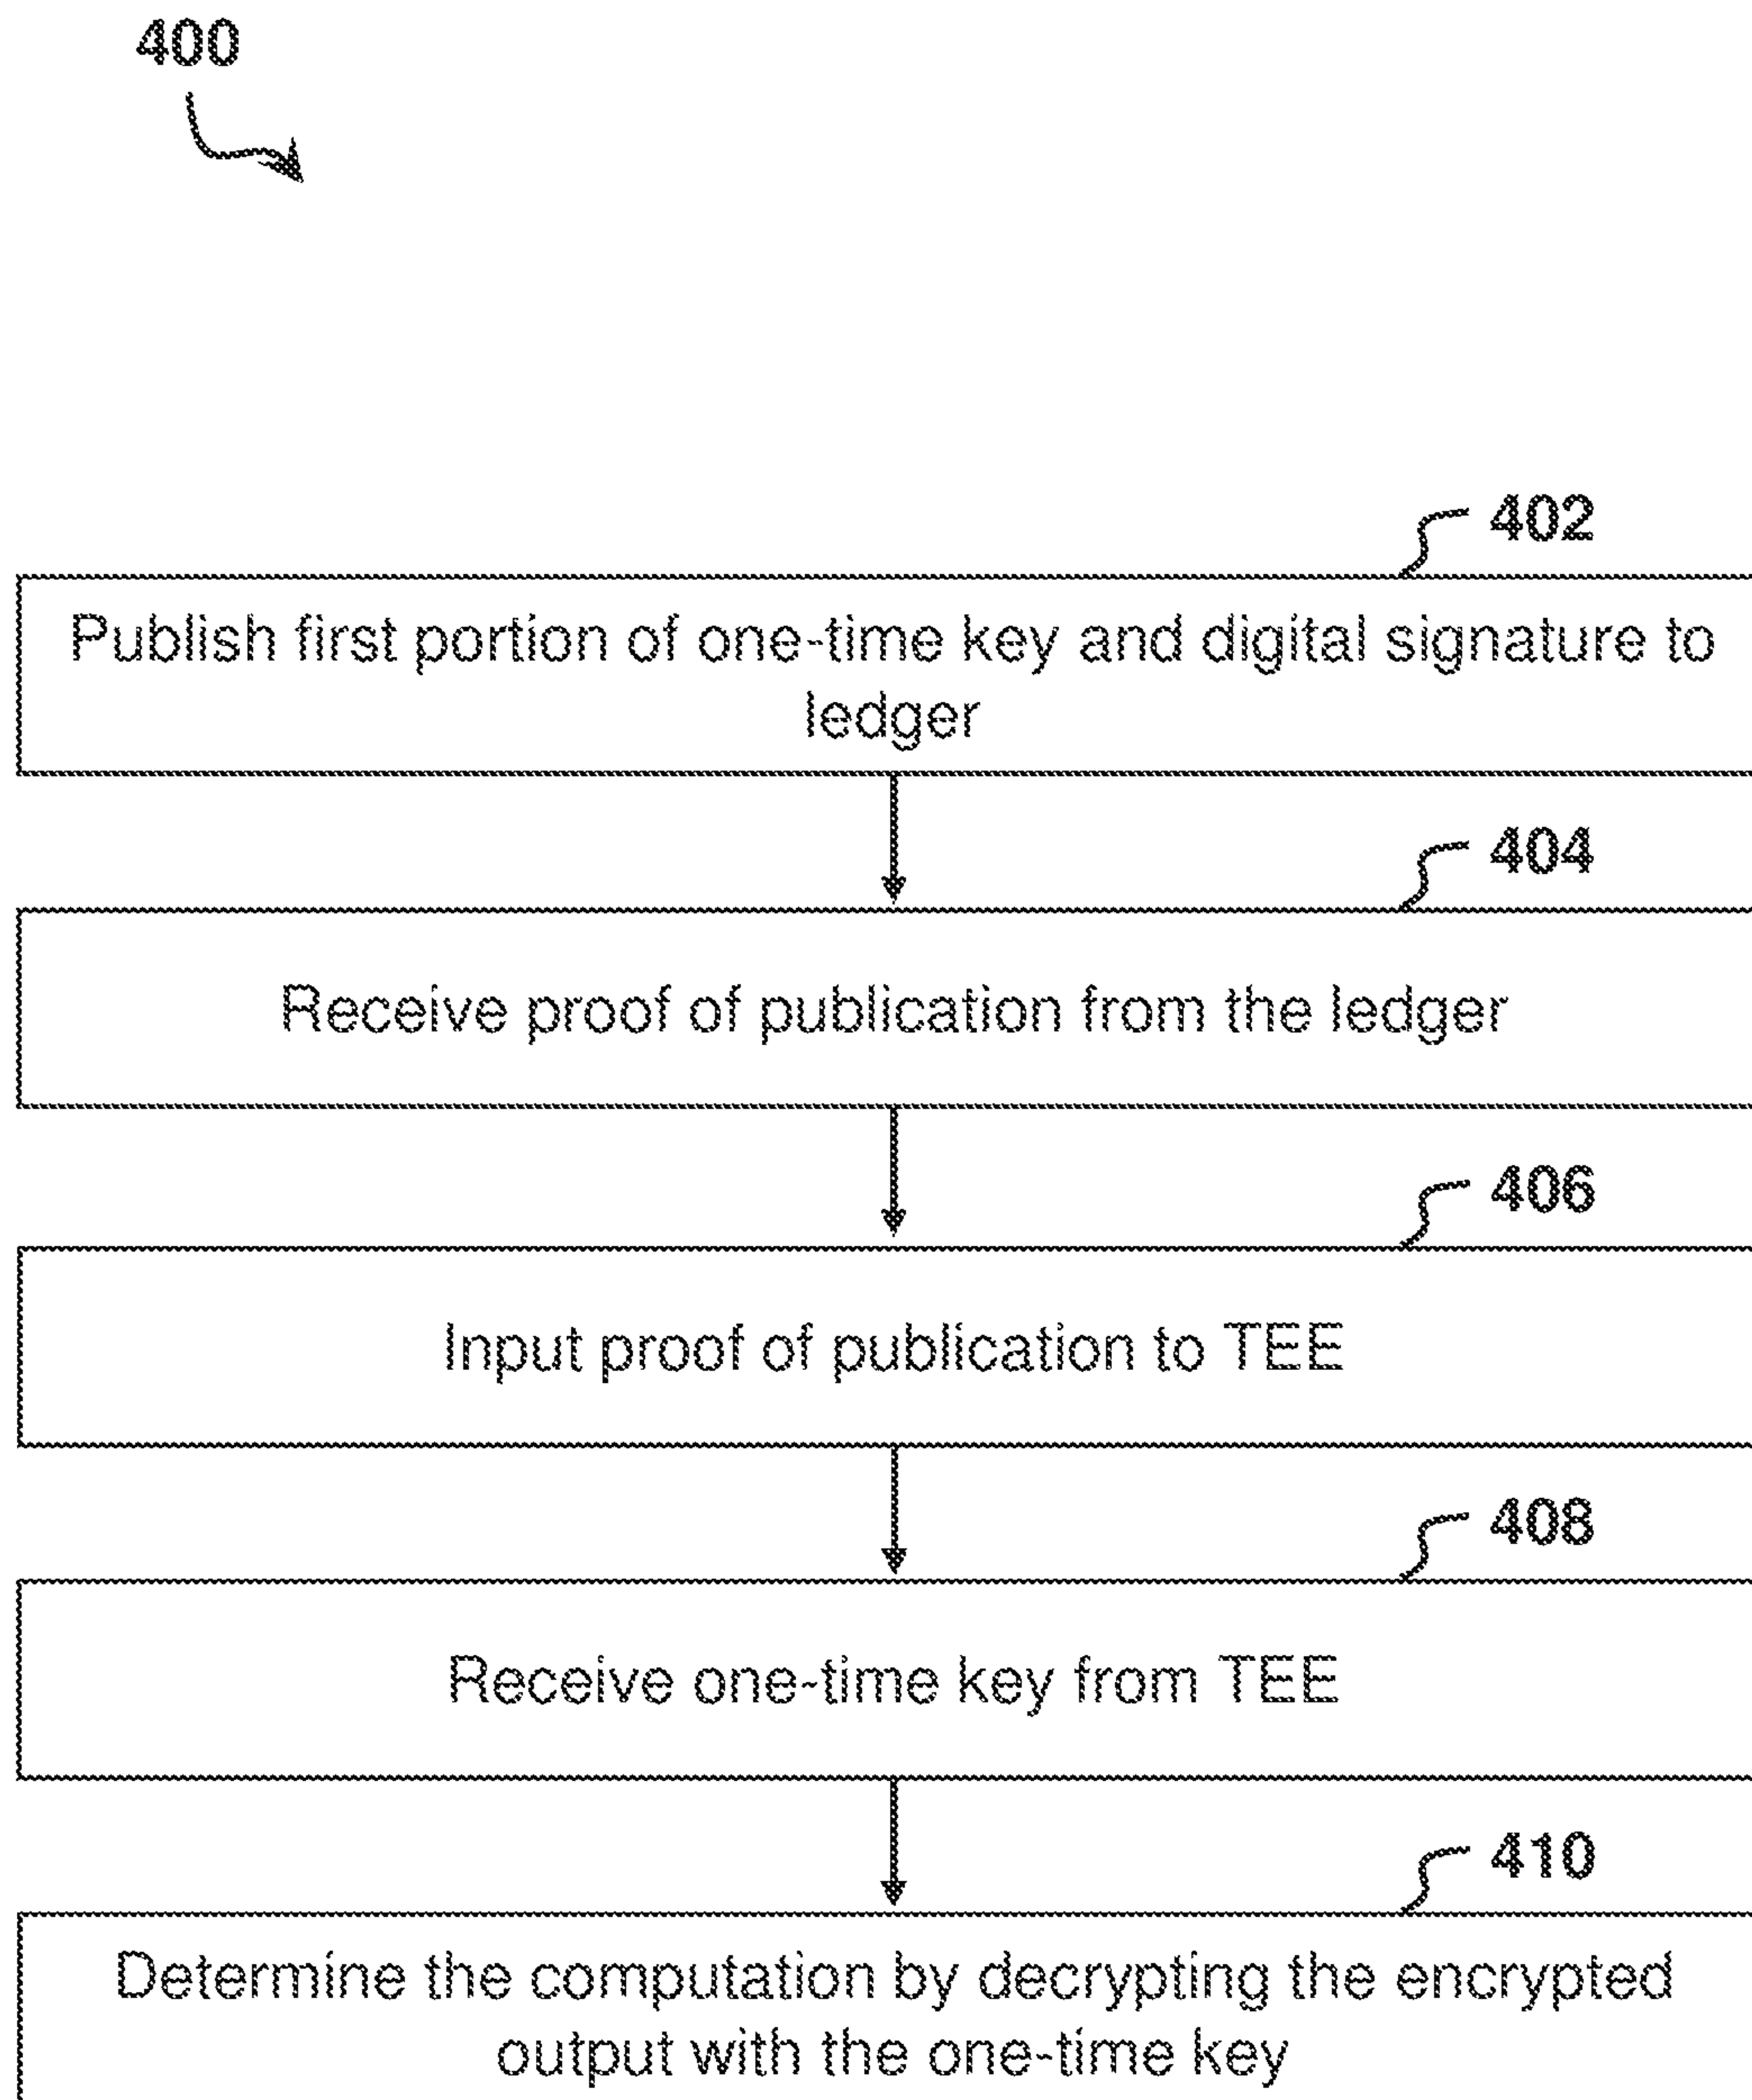 400
402
Publish first portion of one-time key and digital signature to
ledger
404
Receive proof of publication from the ledger
406
Input proof of publication to TEE
408
Receive one-time key from TEE
410
Determine the computation by decrypting the encrypted
output with the one-time key